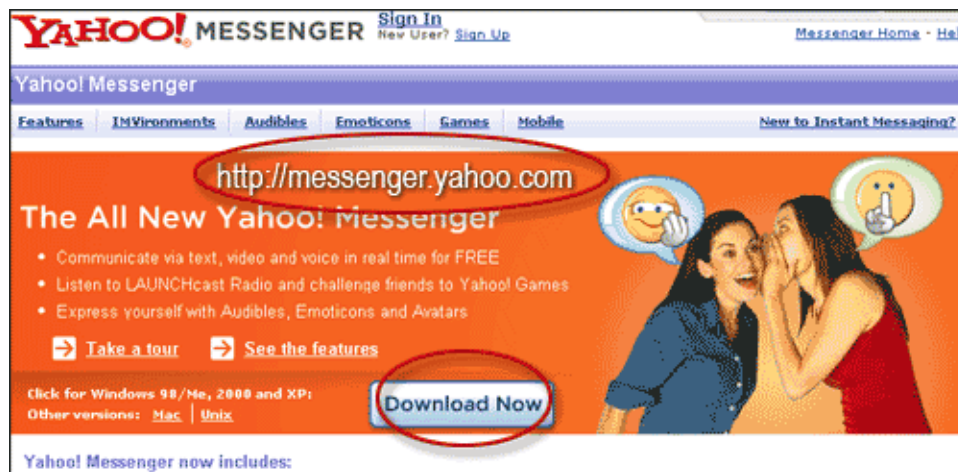 YAHOO! MESSENGER Sign In
New User? Sign Up
Messenger Home - Hel
Yahoo! Messenger
Features IMVironments Audibles Emoticons Games Mobile New to Instant Messaging?
http://messenger.yahoo.com
The All New Yahoo! Messenger
• Communicate via text, video and voice in real time for FREE
• Listen to LAUNCHcast Radio and challenge friends to Yahoo! Games
• Express yourself with Audibles, Emoticons and Avatars
Take a tour See the features
Click for Windows 98/Me, 2000 and XP:
Other versions: Mac | Unix
Download Now
Yahoo! Messenger now includes: